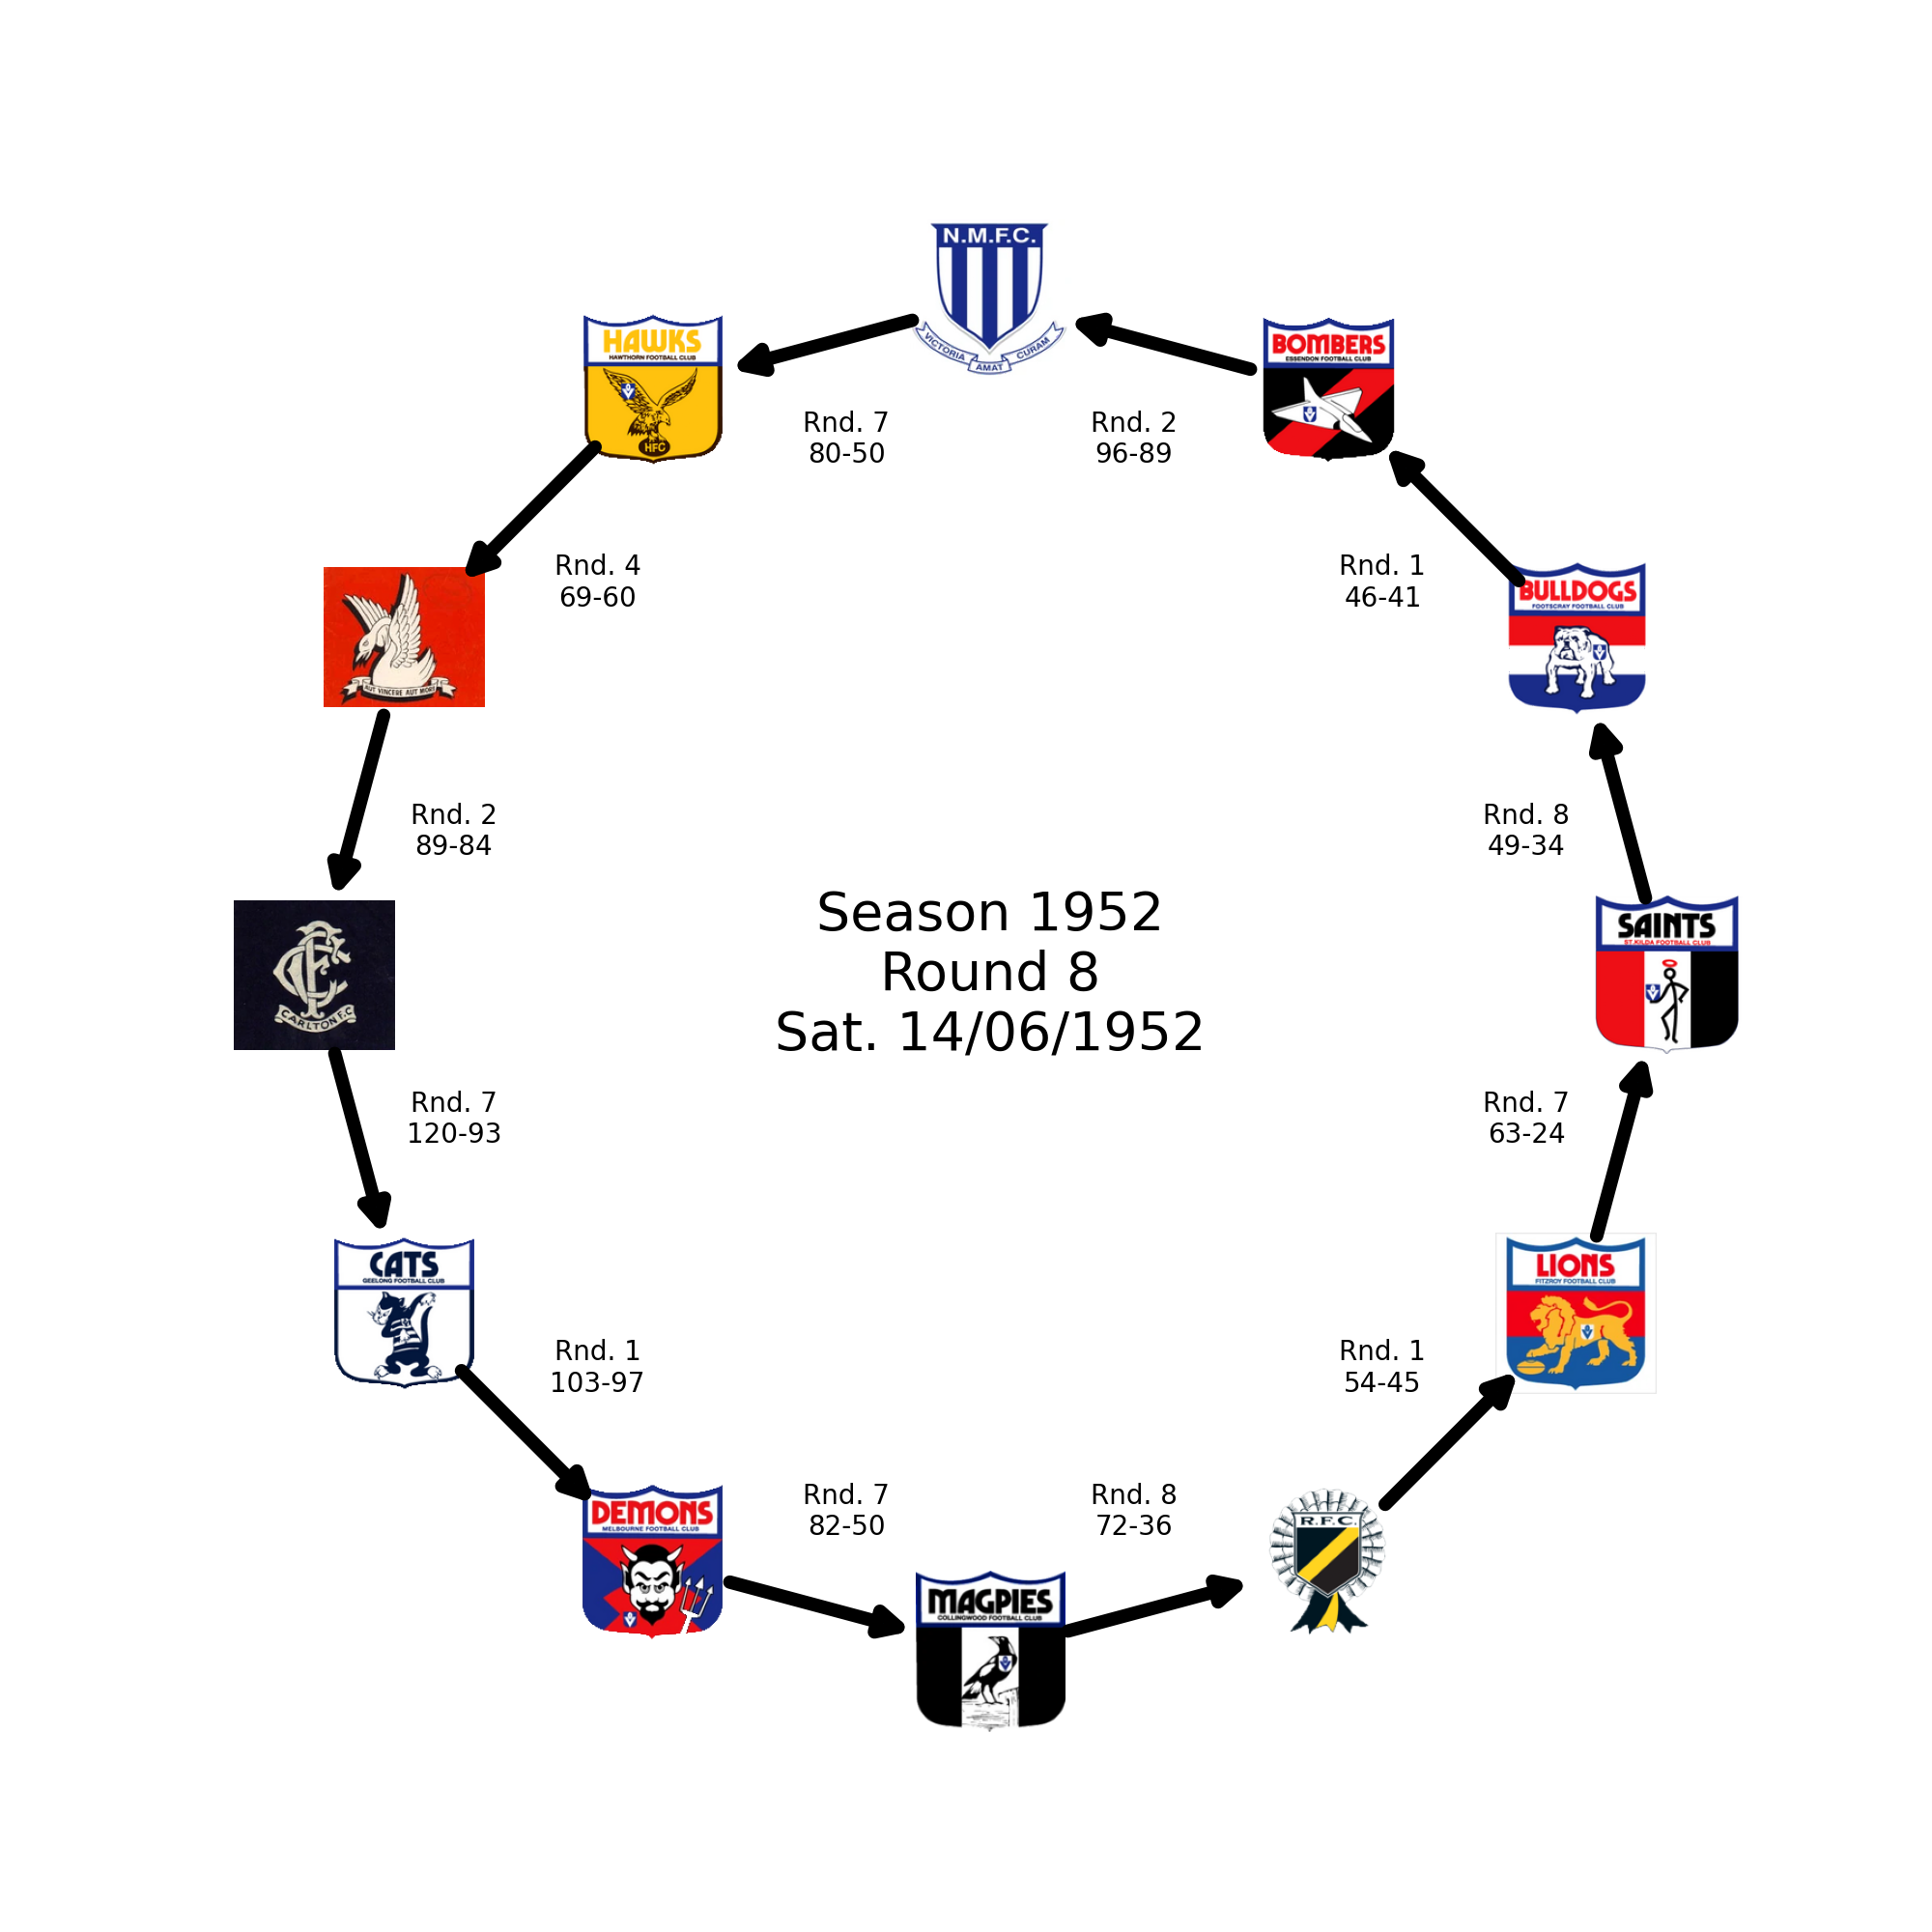 N.M.F.C.
VICTORIA AMAT CURAM
HAWKS
HAWTHORN FOOTBALL CLUB
HFC
BOMBERS
ESSENDON FOOTBALL CLUB
Rnd. 7
80-50
Rnd. 2
96-89
Rnd. 4
69-60
Rnd. 1
46-41
BULLDOGS
FOOTSCRAY FOOTBALL CLUB
AUT VINCERE AUT MORI
Rnd. 2
89-84
Rnd. 8
49-34
Season 1952
Round 8
Sat. 14/06/1952
CFC
CARLTON F.C
SAINTS
ST.KILDA FOOTBALL CLUB
Rnd. 7
120-93
Rnd. 7
63-24
CATS
GEELONG FOOTBALL CLUB
LIONS
FITZROY FOOTBALL CLUB
Rnd. 1
103-97
Rnd. 1
54-45
DEMONS
MELBOURNE FOOTBALL CLUB
Rnd. 7
82-50
Rnd. 8
72-36
R.F.C.
MAGPIES
COLLINGWOOD FOOTBALL CLUB